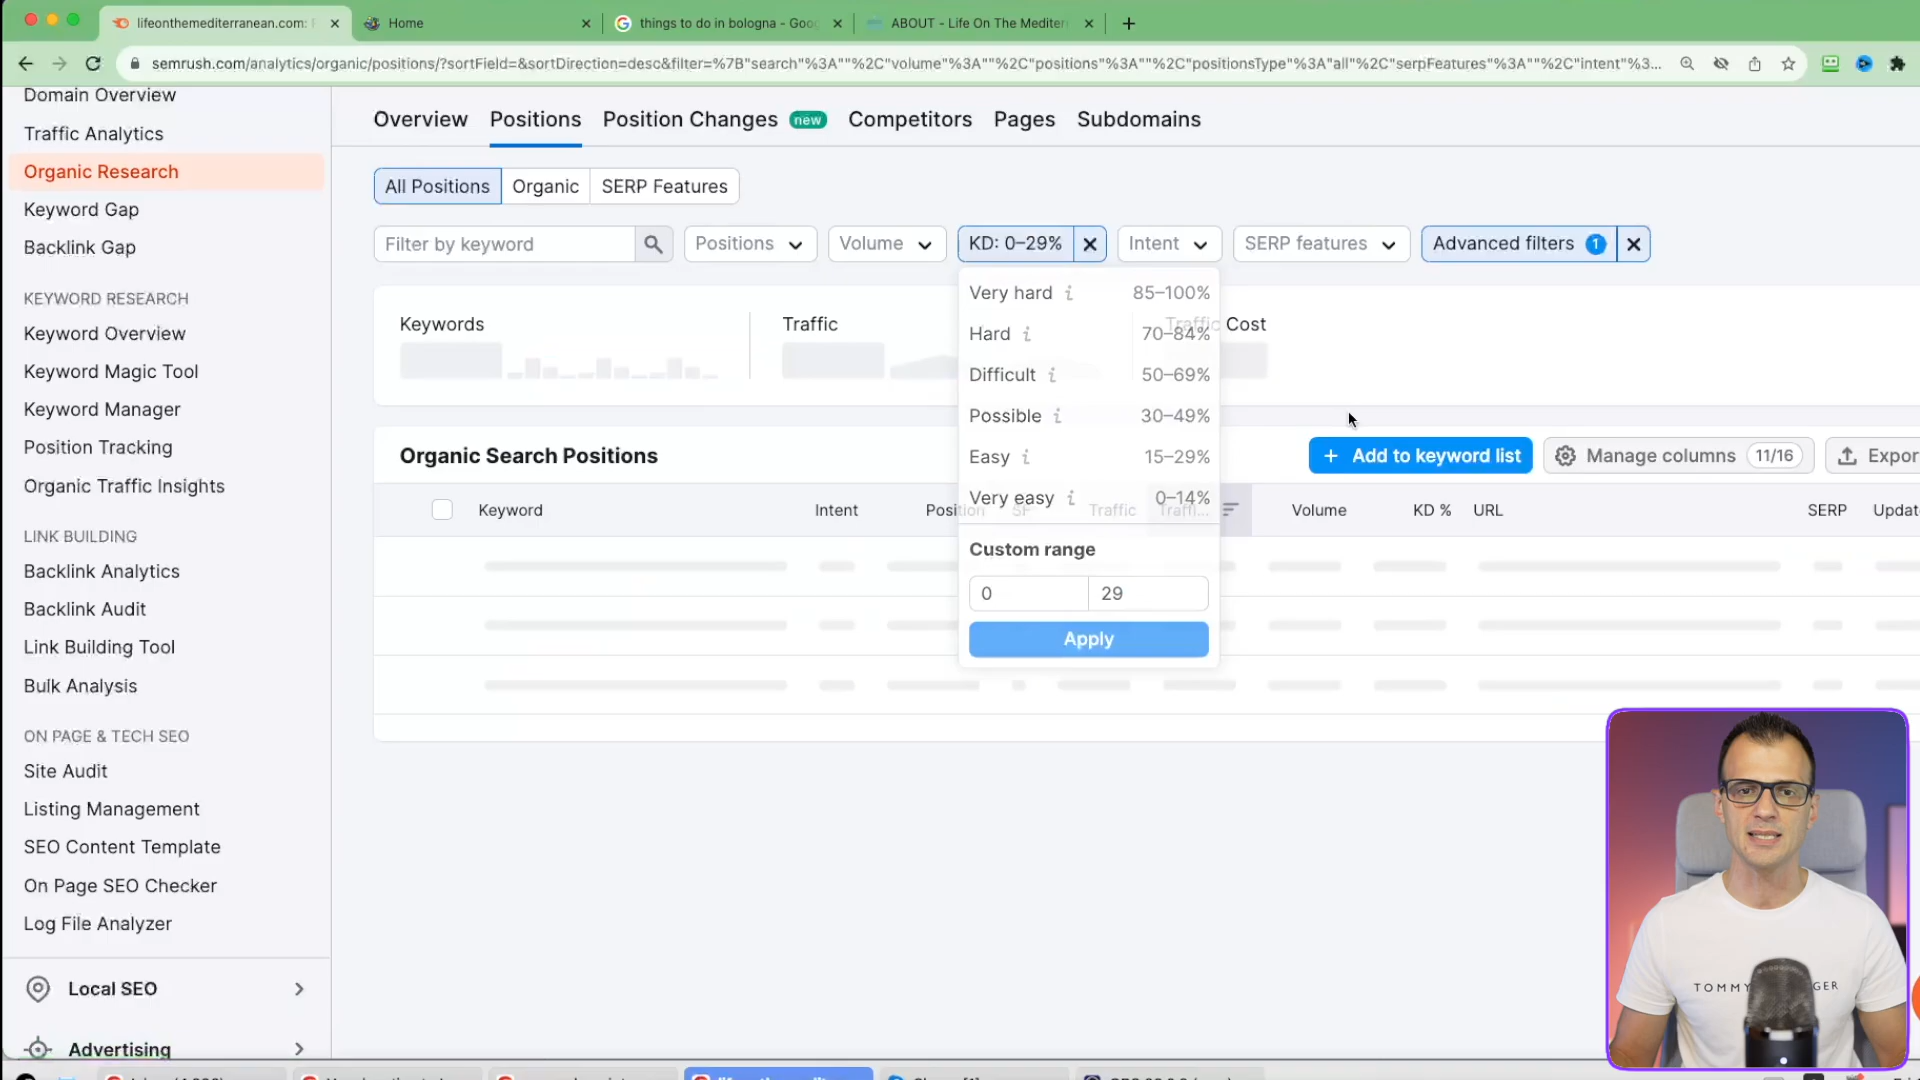 lifeonthemediterranean.com:
Home
things to do in bologna - Goo
ABOUT - Life On The Mediter
semrush.com/analytics/organic/positions/?sortField=&sortDirection=desc&filter=%7B"search"%3A""%2C"volume"%3A""%2C"positions"%3A""%2C"positionsType"%3A"all"%2C"serpFeatures"%3A""%2C"intent"%3...
Domain Overview
Traffic Analytics
Organic Research
Keyword Gap
Backlink Gap
KEYWORD RESEARCH
Keyword Overview
Keyword Magic Tool
Keyword Manager
Position Tracking
Organic Traffic Insights
LINK BUILDING
Backlink Analytics
Backlink Audit
Link Building Tool
Bulk Analysis
ON PAGE & TECH SEO
Site Audit
Listing Management
SEO Content Template
On Page SEO Checker
Log File Analyzer
Local SEO
Advertising
Overview Positions Position Changes new Competitors Pages Subdomains
All Positions Organic SERP Features
Filter by keyword Positions Volume KD: 0–29% Intent SERP features Advanced filters 1
Keywords Traffic Traffic Cost
Very hard i 85–100%
Hard i 70–84%
Difficult i 50–69%
Possible i 30–49%
Easy i 15–29%
Very easy i 0–14%
Custom range
0 29
Apply
Organic Search Positions + Add to keyword list Manage columns 11/16 Expor
Keyword Intent Position SF Traffic Traffi... Volume KD % URL SERP Updat
TOMMY GER